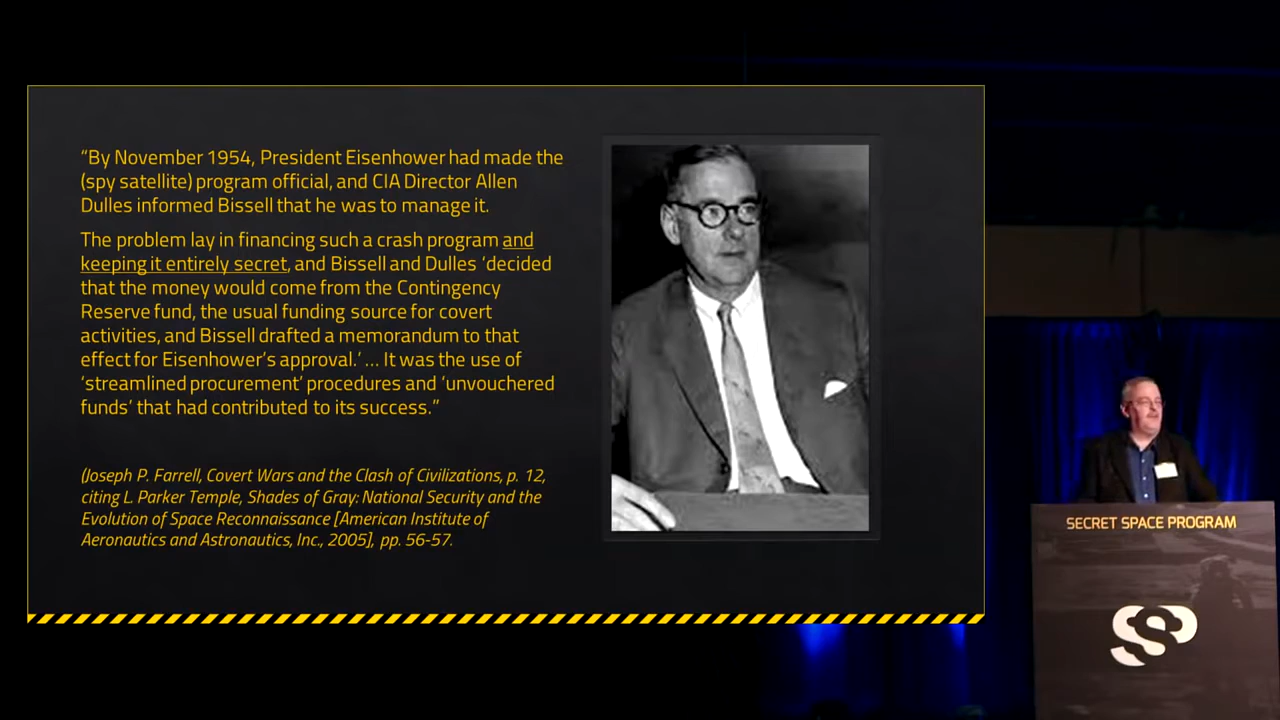 “By November 1954, President Eisenhower had made the
(spy satellite) program official, and CIA Director Allen
Dulles informed Bissell that he was to manage it.
The problem lay in financing such a crash program and
keeping it entirely secret, and Bissell and Dulles ‘decided
that the money would come from the Contingency
Reserve fund, the usual funding source for covert
activities, and Bissell drafted a memorandum to that
effect for Eisenhower’s approval.’ ... It was the use of
‘streamlined procurement’ procedures and ‘unvouchered
funds’ that had contributed to its success.”
(Joseph P. Farrell, Covert Wars and the Clash of Civilizations, p. 12,
citing L. Parker Temple, Shades of Gray: National Security and the
Evolution of Space Reconnaissance [American Institute of
Aeronautics and Astronautics, Inc., 2005], pp. 56-57.
SECRET SPACE PROGRAM
SSP